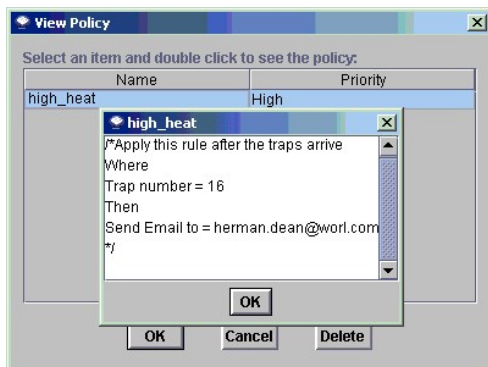 View Policy
Select an item and double click to see the policy:
Name Priority
high_heat High
high_heat
/*Apply this rule after the traps arrive
Where
Trap number = 16
Then
Send Email to = herman.dean@worl.com
*/
OK
OK Cancel Delete